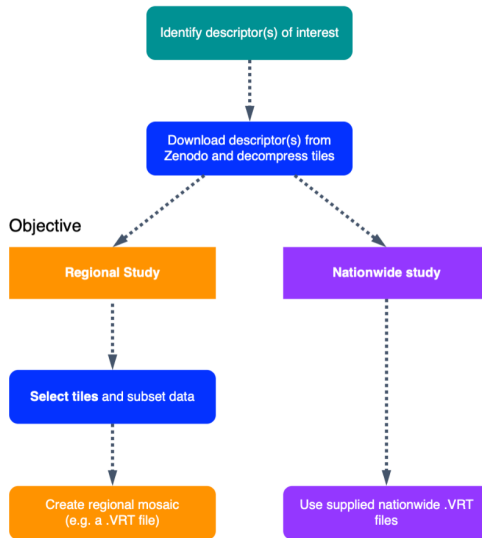 Identify descriptor(s) of interest
Download descriptor(s) from
Zenodo and decompress tiles
Objective
Regional Study
Nationwide study
Select tiles and subset data
Create regional mosaic
(e.g. a .VRT file)
Use supplied nationwide .VRT
files